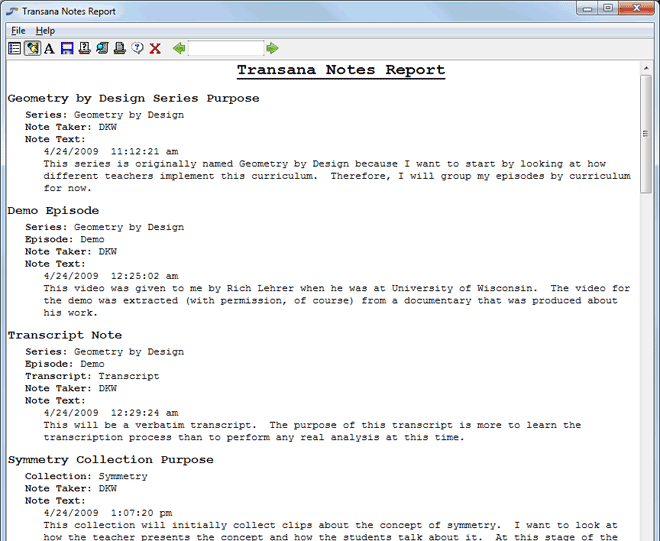 Transana Notes Report
File Help
Transana Notes Report
Geometry by Design Series Purpose
Series: Geometry by Design
Note Taker: DKW
Note Text:
4/24/2009 11:12:21 am
This series is originally named Geometry by Design because I want to start by looking at how
different teachers implement this curriculum. Therefore, I will group my episodes by curriculum
for now.
Demo Episode
Series: Geometry by Design
Episode: Demo
Note Taker: DKW
Note Text:
4/24/2009 12:25:02 am
This video was given to me by Rich Lehrer when he was at University of Wisconsin. The video for
the demo was extracted (with permission, of course) from a documentary that was produced about
his work.
Transcript Note
Series: Geometry by Design
Episode: Demo
Transcript: Transcript
Note Taker: DKW
Note Text:
4/24/2009 12:29:24 am
This will be a verbatim transcript. The purpose of this transcript is more to learn the
transcription process than to perform any real analysis at this time.
Symmetry Collection Purpose
Collection: Symmetry
Note Taker: DKW
Note Text:
4/24/2009 1:07:20 pm
This collection will initially collect clips about the concept of symmetry. I want to look at
how the teacher presents the concept and how the students talk about it. At this stage of the